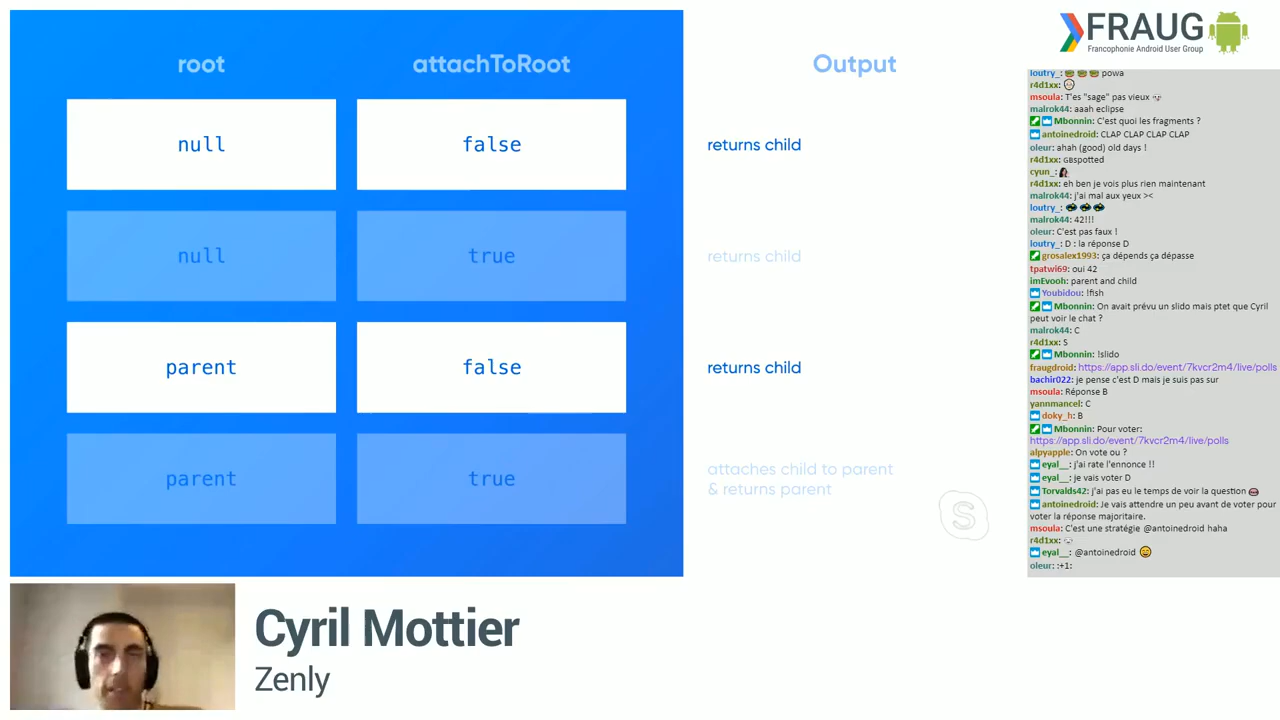 root attachToRoot Output
null false returns child
null true returns child
parent false returns child
parent true attaches child to parent
& returns parent
S
Cyril Mottier
Zenly
FRAUG
Francophonie Android User Group
loutry_: powa
r4d1xx:
msoula: T'es "sage" pas vieux
malrok44: aaah eclipse
Mbonnin: C'est quoi les fragments ?
antoinedroid: CLAP CLAP CLAP CLAP
oleur: ahah (good) old days !
r4d1xx: GBspotted
cyun_:
r4d1xx: eh ben je vois plus rien maintenant
malrok44: j'ai mal aux yeux ><
loutry_:
malrok44: 42!!!
oleur: C'est pas faux !
loutry_: D : la réponse D
grosalex1993: ça dépends ça dépasse
tpatwi69: oui 42
imEvooh: parent and child
Youbidou: !fish
Mbonnin: On avait prévu un slido mais ptet que Cyril
peut voir le chat ?
malrok44: C
r4d1xx: S
Mbonnin: !slido
fraugdroid: https://app.sli.do/event/7kvcr2m4/live/polls
bachir022: je pense c'est D mais je suis pas sur
msoula: Réponse B
yannmancel: C
doky_h: B
Mbonnin: Pour voter:
https://app.sli.do/event/7kvcr2m4/live/polls
alpyapple: On vote ou ?
eyal__: j'ai rate l'ennonce !!
eyal__: je vais voter D
Torvalds42: j'ai pas eu le temps de voir la question
antoinedroid: Je vais attendre un peu avant de voter pour
voter la réponse majoritaire.
msoula: C'est une stratégie @antoinedroid haha
r4d1xx:
eyal__: @antoinedroid
oleur: :+1: